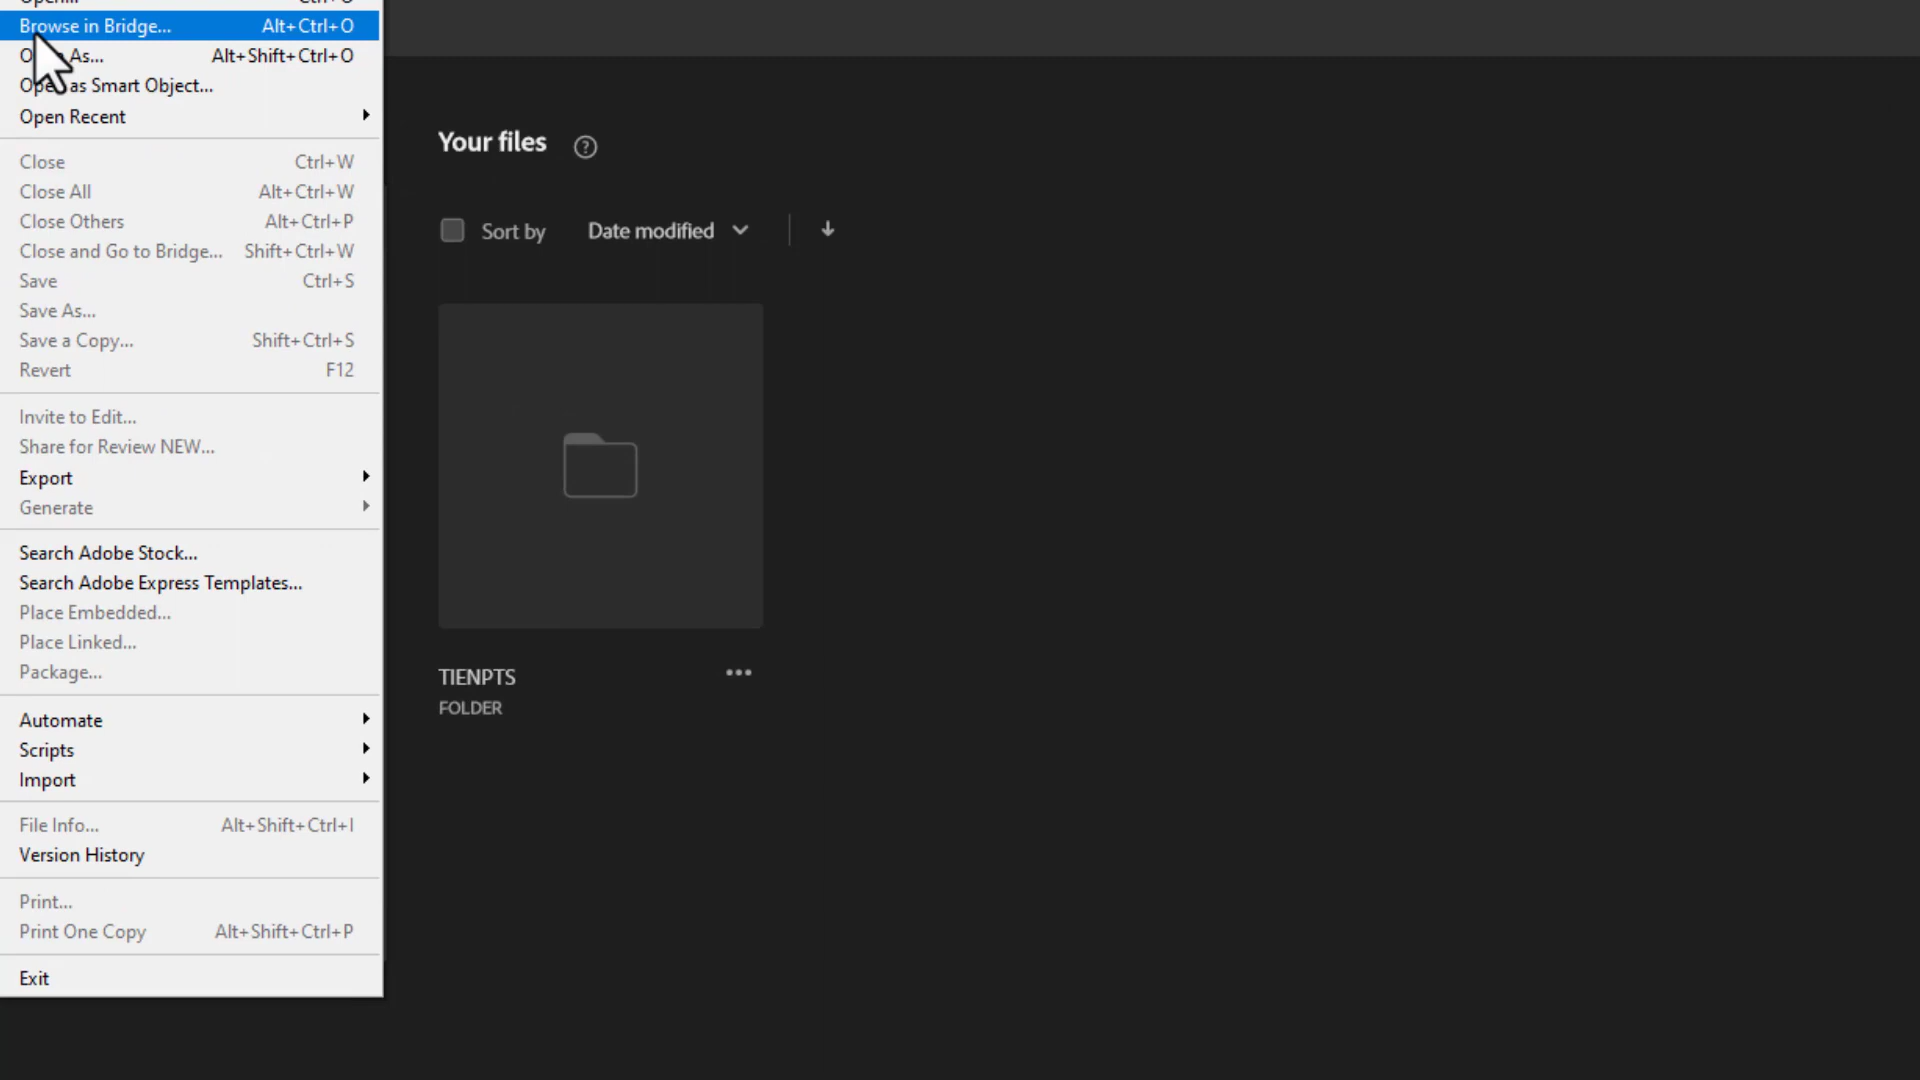 Open... Ctrl+O
Browse in Bridge... Alt+Ctrl+O
As... Alt+Shift+Ctrl+O
Open as Smart Object...
Open Recent
Close Ctrl+W
Close All Alt+Ctrl+W
Close Others Alt+Ctrl+P
Close and Go to Bridge... Shift+Ctrl+W
Save Ctrl+S
Save As...
Save a Copy... Shift+Ctrl+S
Revert F12
Invite to Edit...
Share for Review NEW...
Export
Generate
Search Adobe Stock...
Search Adobe Express Templates...
Place Embedded...
Place Linked...
Package...
Automate
Scripts
Import
File Info... Alt+Shift+Ctrl+I
Version History
Print...
Print One Copy Alt+Shift+Ctrl+P
Exit
Your files ?
Sort by Date modified
TIENPTS
FOLDER